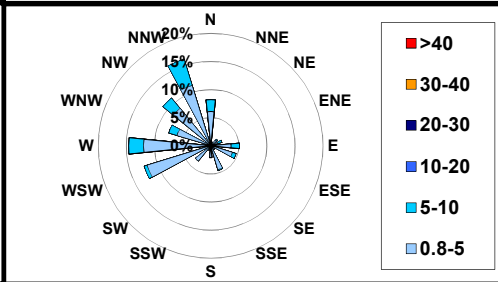 N
NNW 20% NNE
NW 15% NE
WNW 10% ENE
5%
W 0% E
WSW ESE
SW SE
SSW SSE
S
>40
30-40
20-30
10-20
5-10
0.8-5